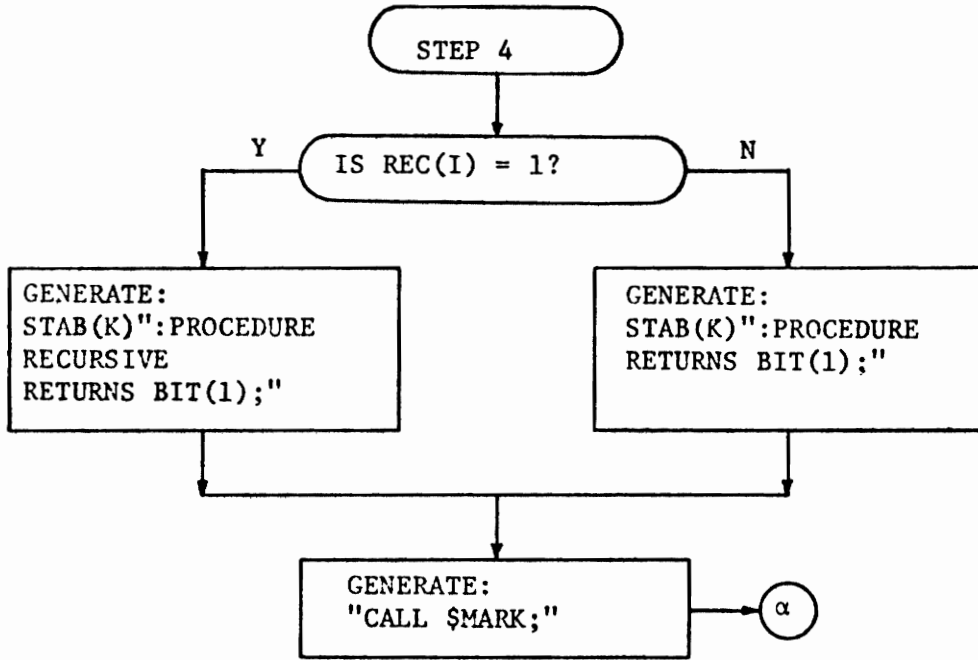 STEP 4
IS REC(I) = 1?
Y
N
GENERATE:
STAB(K)":PROCEDURE
RECURSIVE
RETURNS BIT(1);"
GENERATE:
STAB(K)":PROCEDURE
RETURNS BIT(1);"
GENERATE:
"CALL $MARK;"
α